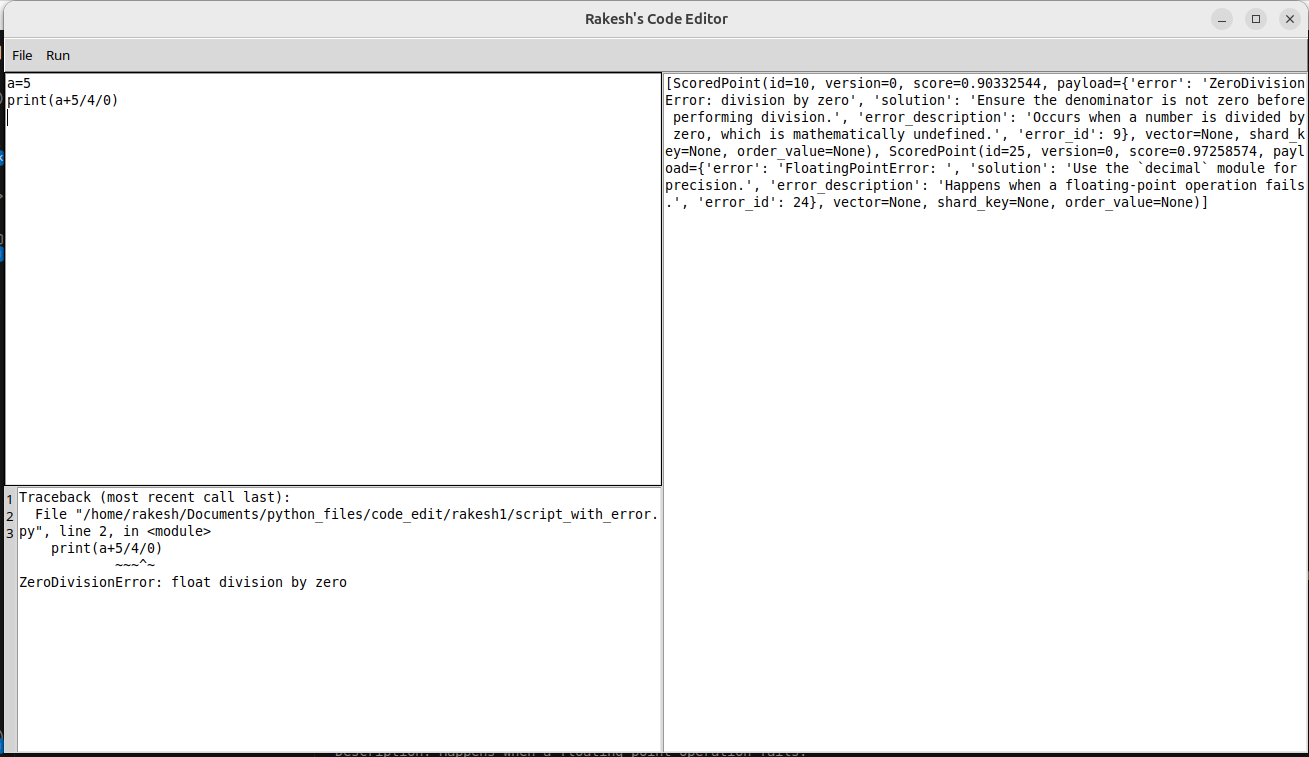 Rakesh's Code Editor
File Run
a=5
print(a+5/4/0)
[ScoredPoint(id=10, version=0, score=0.90332544, payload={'error': 'ZeroDivision
Error: division by zero', 'solution': 'Ensure the denominator is not zero before
 performing division.', 'error_description': 'Occurs when a number is divided by
 zero, which is mathematically undefined.', 'error_id': 9}, vector=None, shard_k
ey=None, order_value=None), ScoredPoint(id=25, version=0, score=0.97258574, payl
oad={'error': 'FloatingPointError: ', 'solution': 'Use the `decimal` module for
precision.', 'error_description': 'Happens when a floating-point operation fails
.', 'error_id': 24}, vector=None, shard_key=None, order_value=None)]
1
2
3
Traceback (most recent call last):
  File "/home/rakesh/Documents/python_files/code_edit/rakesh1/script_with_error.
py", line 2, in <module>
    print(a+5/4/0)
            ~~~^~
ZeroDivisionError: float division by zero